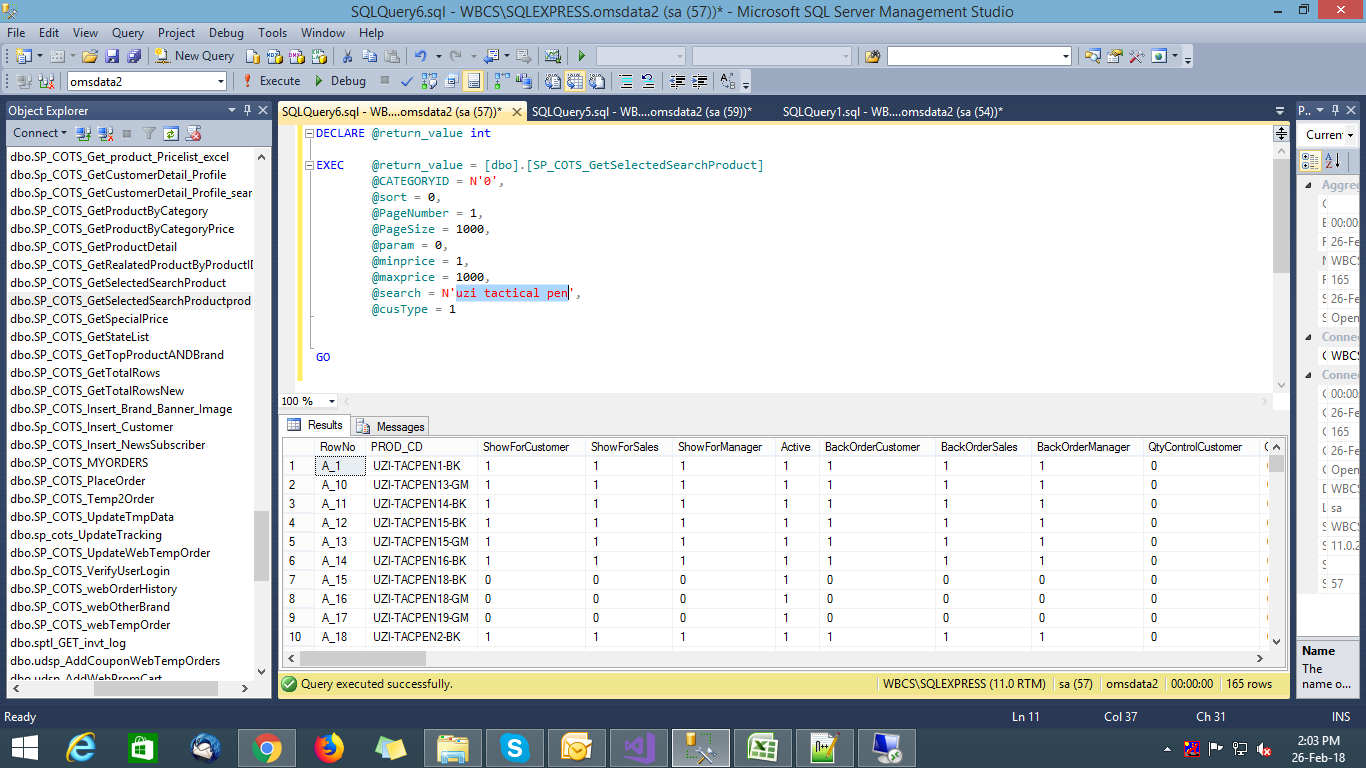 SQLQuery6.sql - WBCS\SQLEXPRESS.omsdata2 (sa (57))* - Microsoft SQL Server Management Studio
File Edit View Query Project Debug Tools Window Help
New Query
omsdata2 Execute Debug
Object Explorer
Connect
dbo.SP_COTS_Get_product_Pricelist_excel
dbo.SP_COTS_GetCustomerDetail_Profile
dbo.SP_COTS_GetCustomerDetail_Profile_sear
dbo.SP_COTS_GetProductByCategory
dbo.SP_COTS_GetProductByCategoryPrice
dbo.SP_COTS_GetProductDetail
dbo.SP_COTS_GetRealatedProductByProductID
dbo.SP_COTS_GetSelectedSearchProduct
dbo.SP_COTS_GetSelectedSearchProductprod
dbo.SP_COTS_GetSpecialPrice
dbo.SP_COTS_GetStateList
dbo.SP_COTS_GetTopProductANDBrand
dbo.SP_COTS_GetTotalRows
dbo.SP_COTS_GetTotalRowsNew
dbo.SP_COTS_Insert_Brand_Banner_Image
dbo.SP_COTS_Insert_Customer
dbo.SP_COTS_Insert_NewsSubscriber
dbo.SP_COTS_MYORDERS
dbo.SP_COTS_PlaceOrder
dbo.SP_COTS_Temp2Order
dbo.SP_COTS_UpdateTmpData
dbo.sp_cots_UpdateTracking
dbo.SP_COTS_UpdateWebTempOrder
dbo.Sp_COTS_VerifyUserLogin
dbo.SP_COTS_webOrderHistory
dbo.SP_COTS_webOtherBrand
dbo.SP_COTS_webTempOrder
dbo.sptl_GET_invt_log
dbo.udsp_AddCouponWebTempOrders
dbo.udsp_AddWebPromCart
SQLQuery6.sql - WB....omsdata2 (sa (57))* SQLQuery5.sql - WB....omsdata2 (sa (59))* SQLQuery1.sql - WB....omsdata2 (sa (54))*
DECLARE @return_value int
EXEC @return_value = [dbo].[SP_COTS_GetSelectedSearchProduct]
@CATEGORYID = N'0',
@sort = 0,
@PageNumber = 1,
@PageSize = 1000,
@param = 0,
@minprice = 1,
@maxprice = 1000,
@search = N'uzi tactical pen',
@cusType = 1
GO
100 %
Results Messages
RowNo PROD_CD ShowForCustomer ShowForSales ShowForManager Active BackOrderCustomer BackOrderSales BackOrderManager QtyControlCustomer
1 A_1 UZI-TACPEN1-BK 1 1 1 1 1 1 1 0
2 A_10 UZI-TACPEN13-GM 1 1 1 1 1 1 1 0
3 A_11 UZI-TACPEN14-BK 1 1 1 1 1 1 1 0
4 A_12 UZI-TACPEN15-BK 1 1 1 1 1 1 1 0
5 A_13 UZI-TACPEN15-GM 1 1 1 1 1 1 1 0
6 A_14 UZI-TACPEN16-BK 1 1 1 1 1 1 1 0
7 A_15 UZI-TACPEN18-BK 0 0 0 1 0 0 0 0
8 A_16 UZI-TACPEN18-GM 0 0 0 1 0 0 0 0
9 A_17 UZI-TACPEN19-GM 0 0 0 1 0 0 0 0
10 A_18 UZI-TACPEN2-BK 1 1 1 1 1 1 1 0
Query executed successfully. WBCS\SQLEXPRESS (11.0 RTM) sa (57) omsdata2 00:00:00 165 rows
P..
Curren
Aggreg
C
E 00:00
F 26-Fe
N WBCS
F 165
S 26-Fe
S Open
Connec
C WBCS
Connec
C 00:00
C 26-Fe
C 165
C 26-Fe
C Open
D WBCS
L sa
S WBCS
S 11.0.2
S
S 57
Name
The
name o...
Ready Ln 11 Col 37 Ch 31 INS
2:03 PM
26-Feb-18